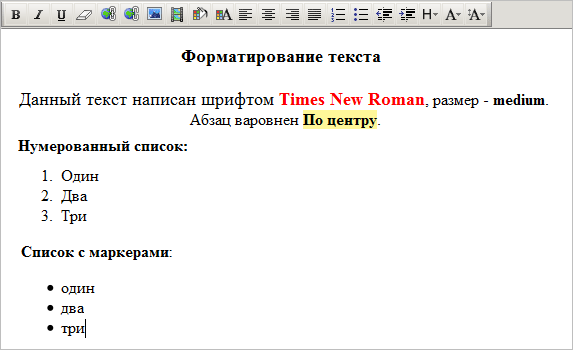 B I U H A A
Форматирование текста
Данный текст написан шрифтом Times New Roman, размер - medium.
Абзац варовнен По центру.
Нумерованный список:
1. Один
2. Два
3. Три
Список с маркерами:
• один
• два
• три